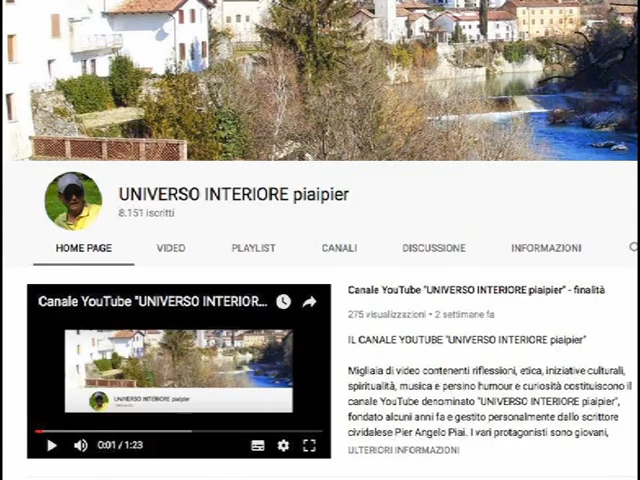 UNIVERSO INTERIORE piaipier
8.151 iscritti
HOME PAGE VIDEO PLAYLIST CANALI DISCUSSIONE INFORMAZIONI
Canale YouTube "UNIVERSO INTERIOR...
UNIVERSO INTERIORE piaipier
0:01 / 1:23
Canale YouTube "UNIVERSO INTERIORE piaipier" - finalità
275 visualizzazioni • 2 settimane fa
IL CANALE YOUTUBE "UNIVERSO INTERIORE piaipier"
Migliaia di video contenenti riflessioni, etica, iniziative culturali,
spiritualità, musica e persino humour e curiosità costituiscono il
canale YouTube denominato "UNIVERSO INTERIORE piaipier",
fondato alcuni anni fa e gestito personalmente dallo scrittore
cividalese Pier Angelo Piai. I vari protagonisti sono giovani,
ULTERIORI INFORMAZIONI